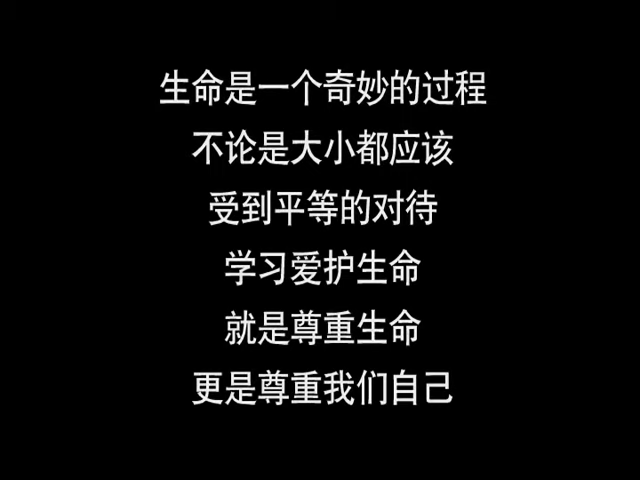 生命是一个奇妙的过程
不论是大小都应该
受到平等的对待
学习爱护生命
就是尊重生命
更是尊重我们自己